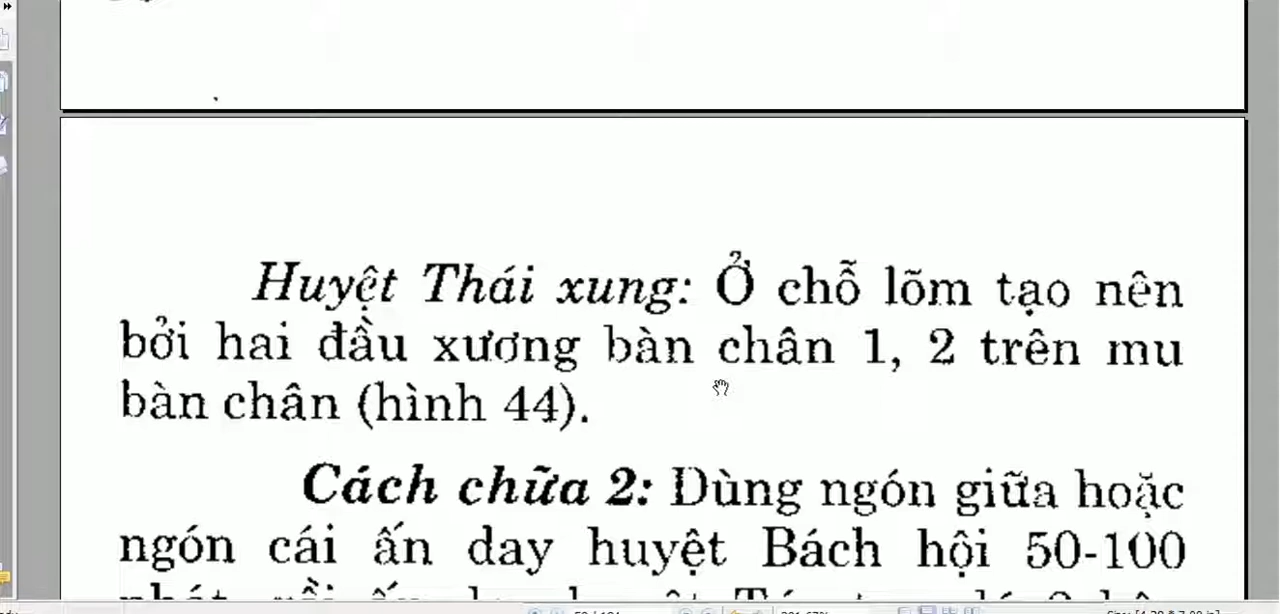 Huyệt Thái xung: Ở chỗ lõm tạo nên
bởi hai đầu xương bàn chân 1, 2 trên mu
bàn chân (hình 44).
Cách chữa 2: Dùng ngón giữa hoặc
ngón cái ấn day huyệt Bách hội 50-100